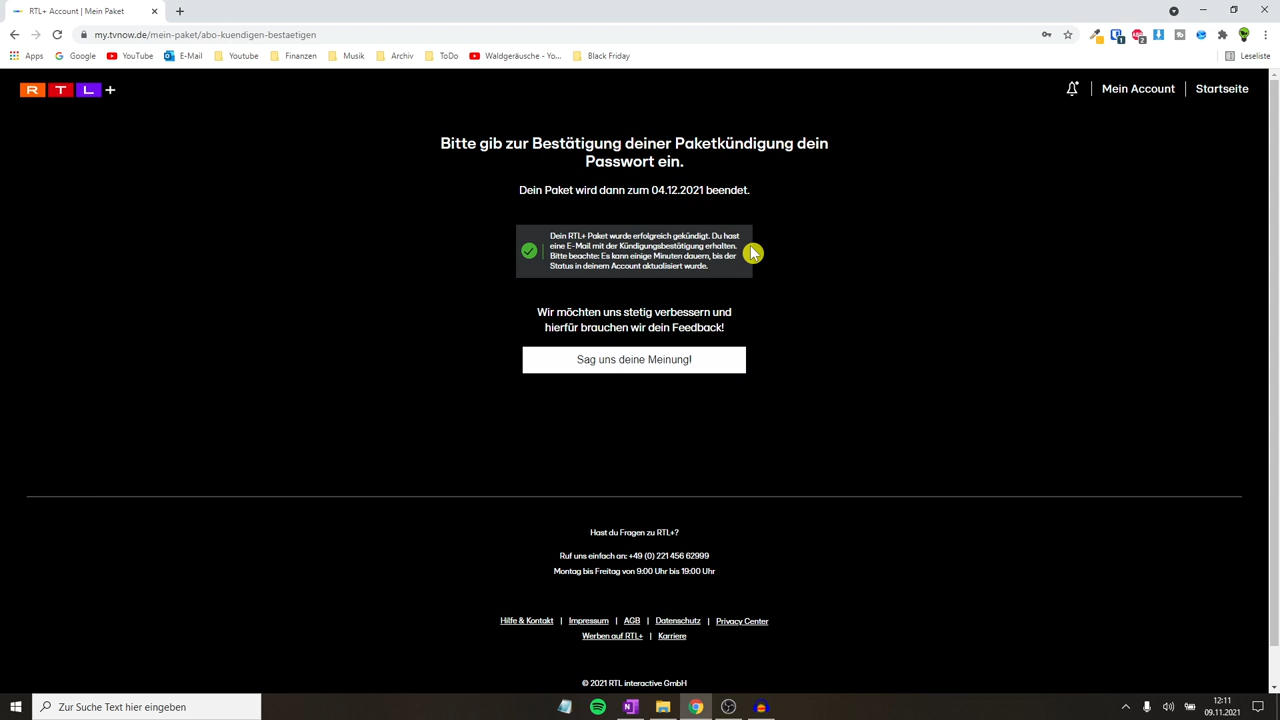 RTL+ Account | Mein Paket
my.tvnow.de/mein-paket/abo-kuendigen-bestaetigen
Apps Google YouTube E-Mail Youtube Finanzen Musik Archiv ToDo Waldgeräusche - Yo... Black Friday Leseliste
RTL+ Mein Account Startseite
Bitte gib zur Bestätigung deiner Paketkündigung dein
Passwort ein.
Dein Paket wird dann zum 04.12.2021 beendet.
Dein RTL+ Paket wurde erfolgreich gekündigt. Du hast
eine E-Mail mit der Kündigungsbestätigung erhalten.
Bitte beachte: Es kann einige Minuten dauern, bis der
Status in deinem Account aktualisiert wurde.
Wir möchten uns stetig verbessern und
hierfür brauchen wir dein Feedback!
Sag uns deine Meinung!
Hast du Fragen zu RTL+?
Ruf uns einfach an: +49 (0) 221 456 62999
Montag bis Freitag von 9:00 Uhr bis 19:00 Uhr
Hilfe & Kontakt | Impressum | AGB | Datenschutz | Privacy Center
Werben auf RTL+ | Karriere
© 2021 RTL interactive GmbH
Zur Suche Text hier eingeben
12:11
09.11.2021